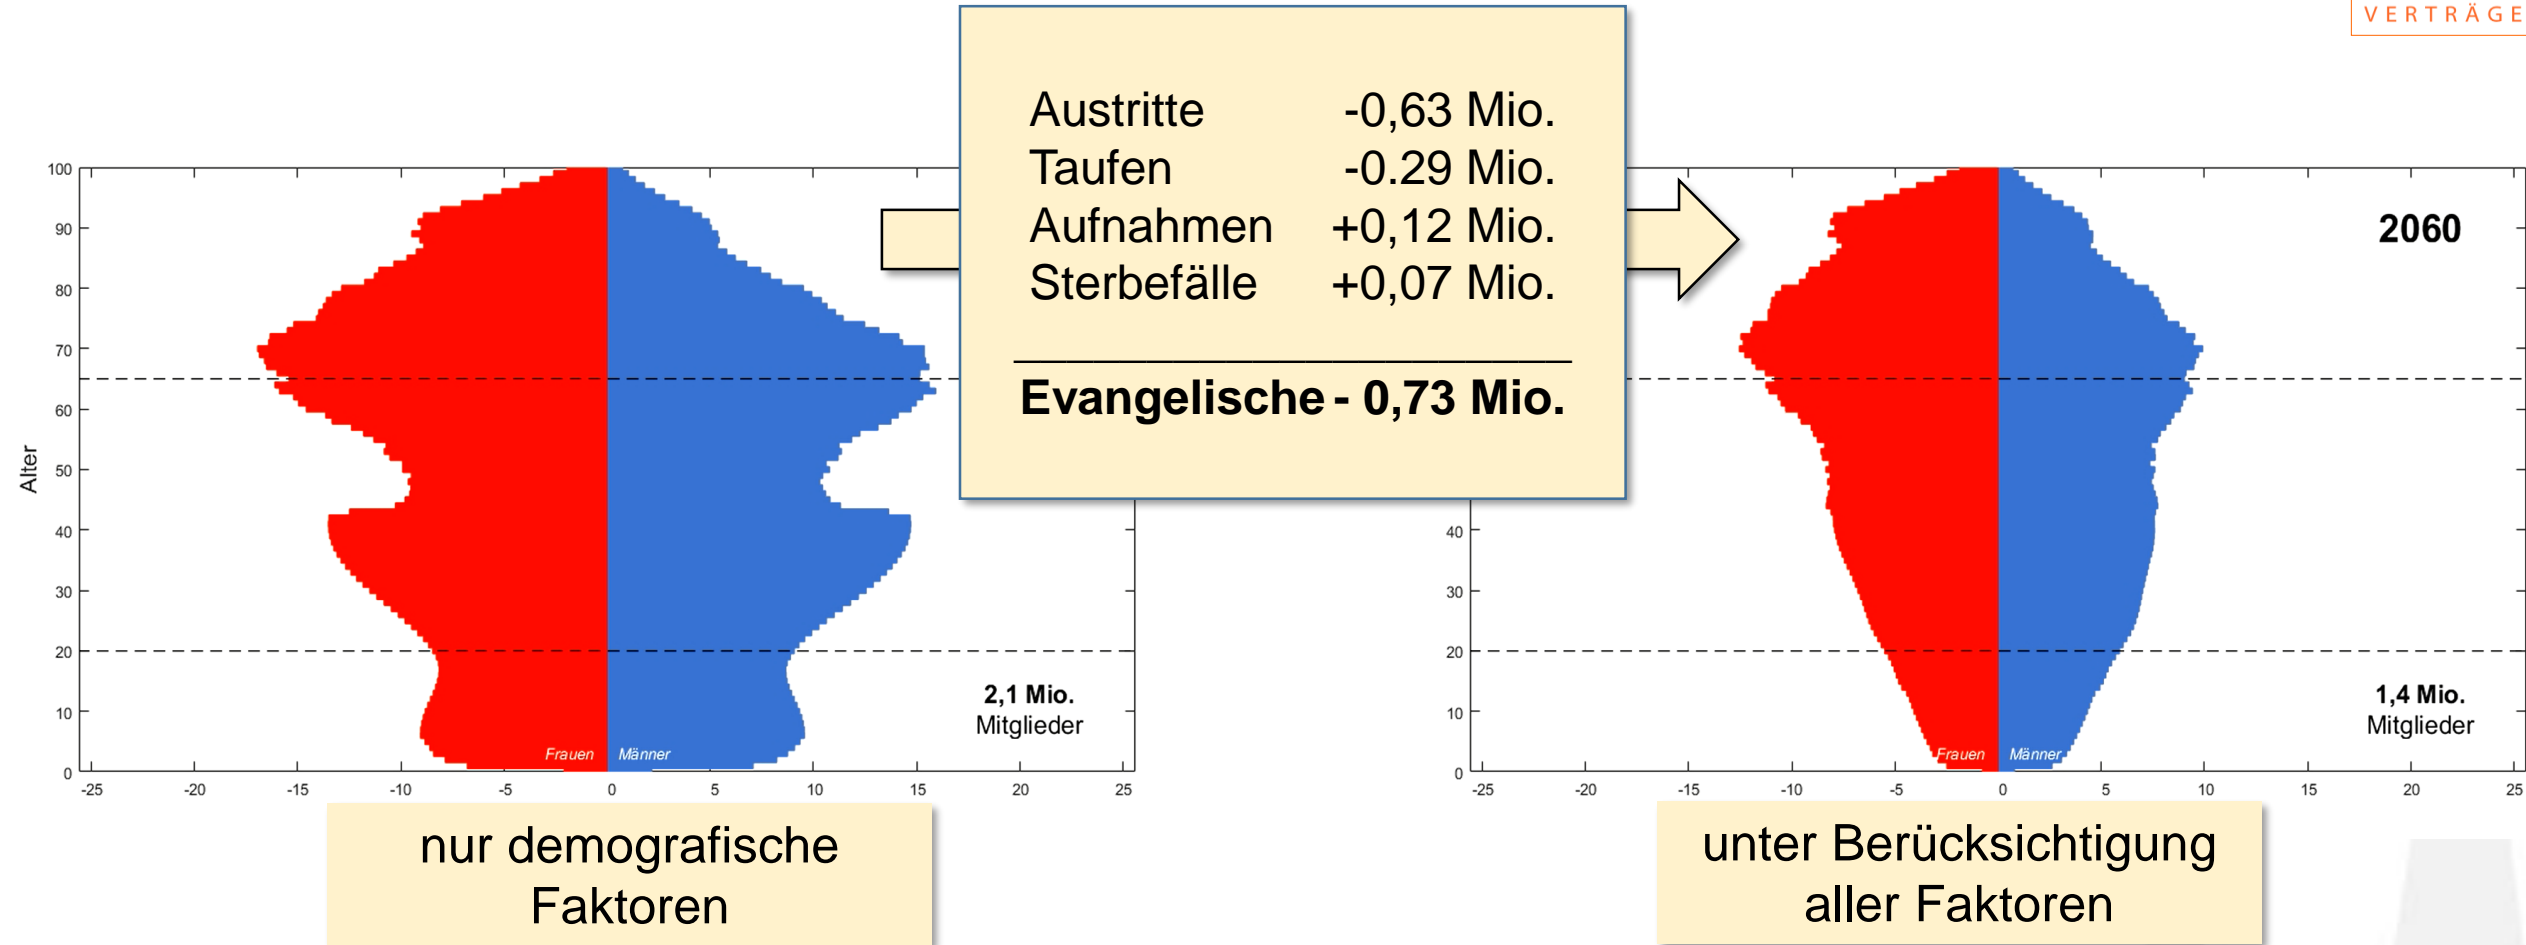 VERTRÄGE
Austritte -0,63 Mio.
Taufen -0.29 Mio.
Aufnahmen +0,12 Mio.
Sterbefälle +0,07 Mio.
Evangelische - 0,73 Mio.
Alter
100
90
80
70
60
50
40
30
20
10
0
2,1 Mio.
Mitglieder
Frauen Männer
-25 -20 -15 -10 -5 0 5 10 15 20 25
nur demografische
Faktoren
2060
40
30
20
10
0
1,4 Mio.
Mitglieder
Frauen Männer
-25 -20 -15 -10 -5 0 5 10 15 20 25
unter Berücksichtigung
aller Faktoren